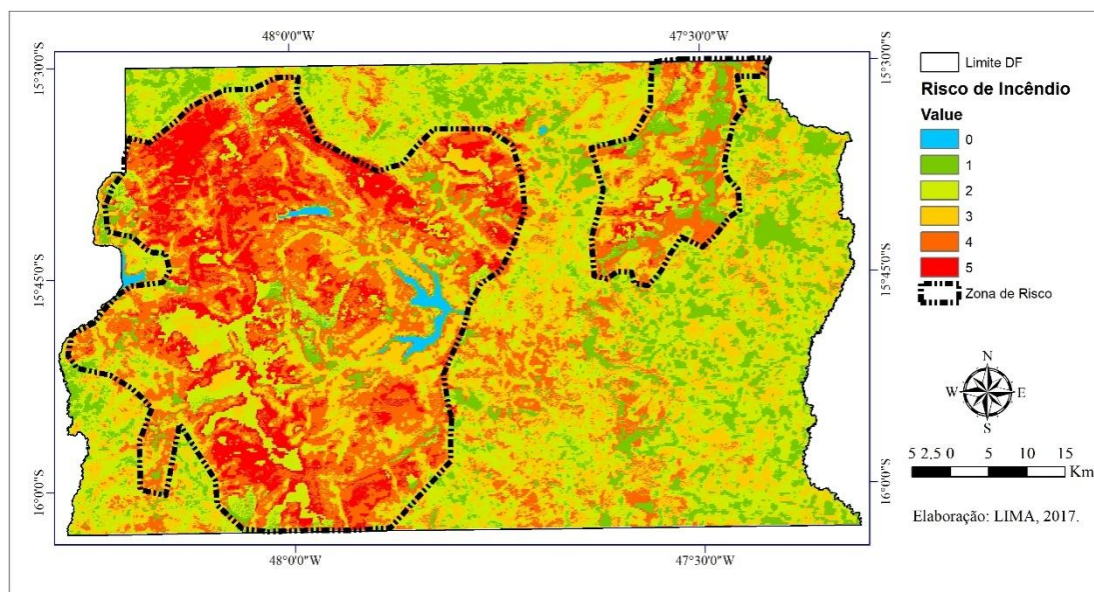 48°0'0"W
47°30'0"W
15°30'0"S
15°30'0"S
15°45'0"S
15°45'0"S
16°0'0"S
16°0'0"S
48°0'0"W
47°30'0"W
Limite DF
Risco de Incêndio
Value
0
1
2
3
4
5
Zona de Risco
N
W E
S
5 2,5 0 5 10 15
Km
Elaboração: LIMA, 2017.